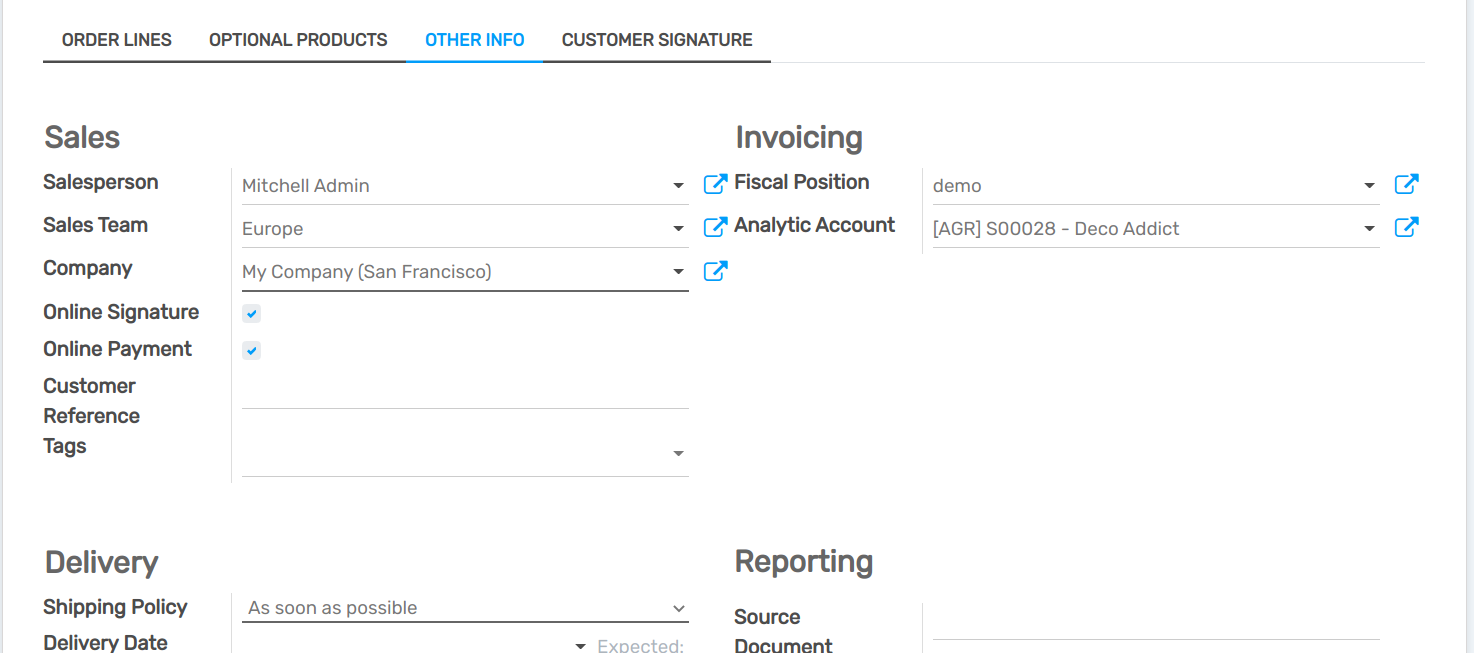 ORDER LINES OPTIONAL PRODUCTS OTHER INFO CUSTOMER SIGNATURE
Sales
Salesperson Mitchell Admin
Sales Team Europe
Company My Company (San Francisco)
Online Signature
Online Payment
Customer
Reference
Tags
Invoicing
Fiscal Position demo
Analytic Account [AGR] S00028 - Deco Addict
Delivery
Shipping Policy As soon as possible
Delivery Date Expected:
Reporting
Source
Document